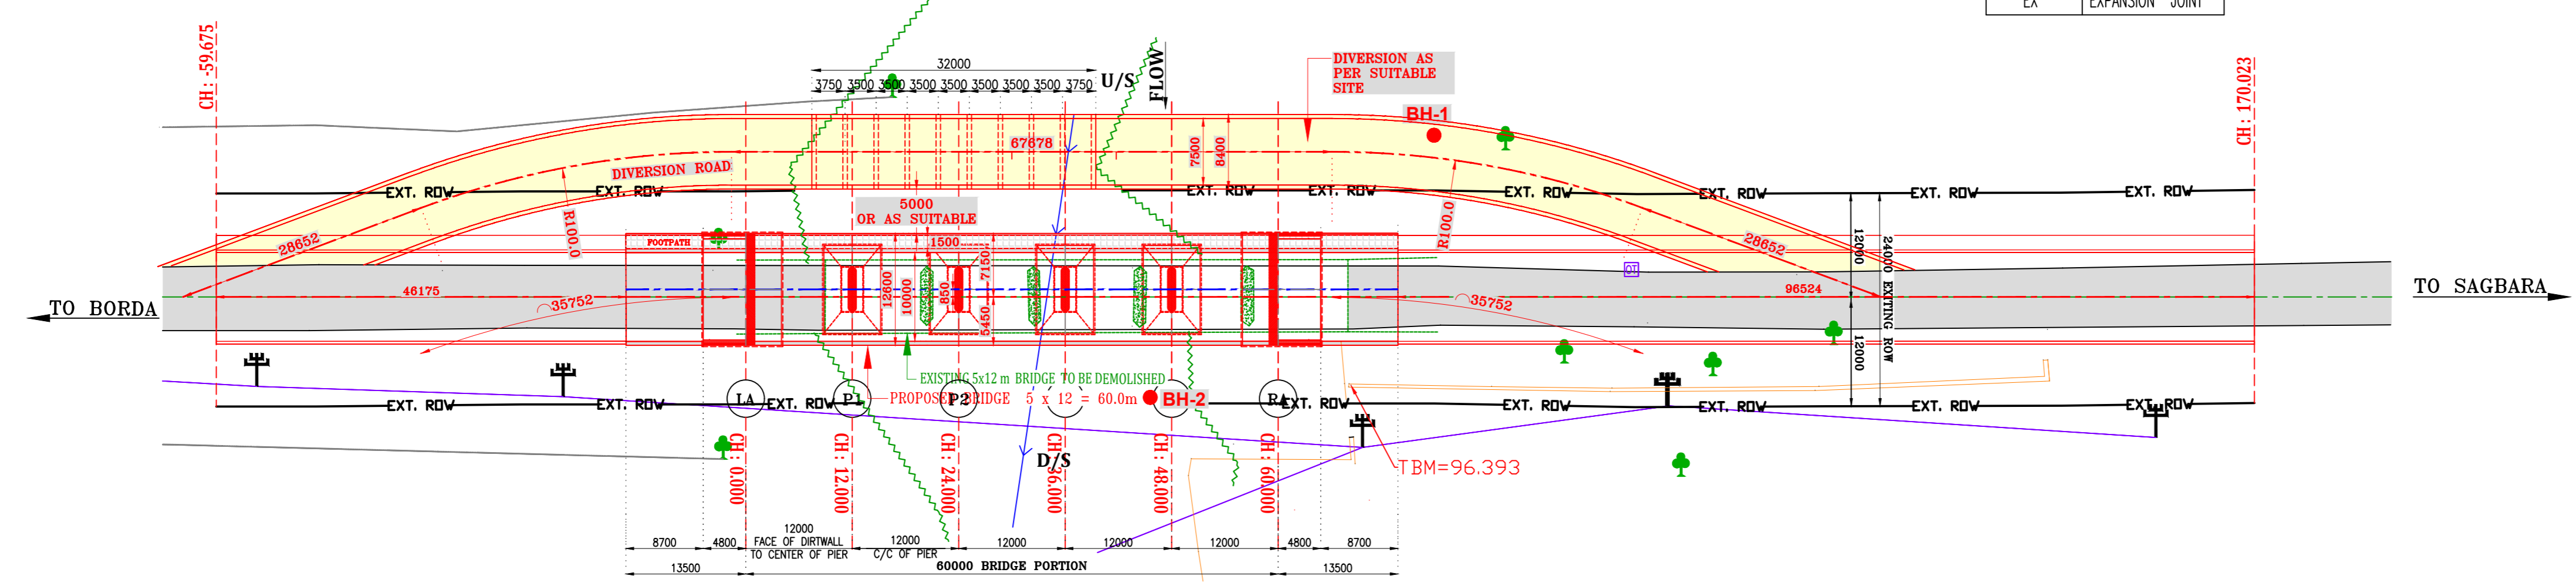 EX EXPANSION JOINT
CH: -59.675
32000
3750 3500 3500 3500 3500 3500 3500 3500 3750
U/S
FLOW
DIVERSION AS
PER SUITABLE
SITE
BH-1
CH: 170.023
67678
7500
8400
DIVERSION ROAD
EXT. ROW EXT. ROW EXT. ROW EXT. ROW EXT. ROW EXT. ROW EXT. ROW EXT. ROW
R100.0
R100.0
5000
OR AS SUITABLE
28652
28652
FOOTPATH
1500
7150
12600
10000
850
5450
12000
24000 EXITING ROW
12000
OT
46175
35752
35752
96524
TO BORDA
TO SAGBARA
EXISTING 5x12 m BRIDGE TO BE DEMOLISHED
PROPOSED BRIDGE 5 x 12 = 60.0m
BH-2
LA P1 P2 RA
EXT. ROW EXT. ROW EXT. ROW EXT. ROW EXT. ROW EXT. ROW EXT. ROW EXT. ROW
CH: 0.000
CH: 12.000
CH: 24.000
CH: 36.000
CH: 48.000
CH: 60.000
D/S
TBM=96.393
8700 4800
12000
FACE OF DIRTWALL
TO CENTER OF PIER
12000
C/C OF PIER
12000 12000 12000 4800 8700
13500
60000 BRIDGE PORTION
13500